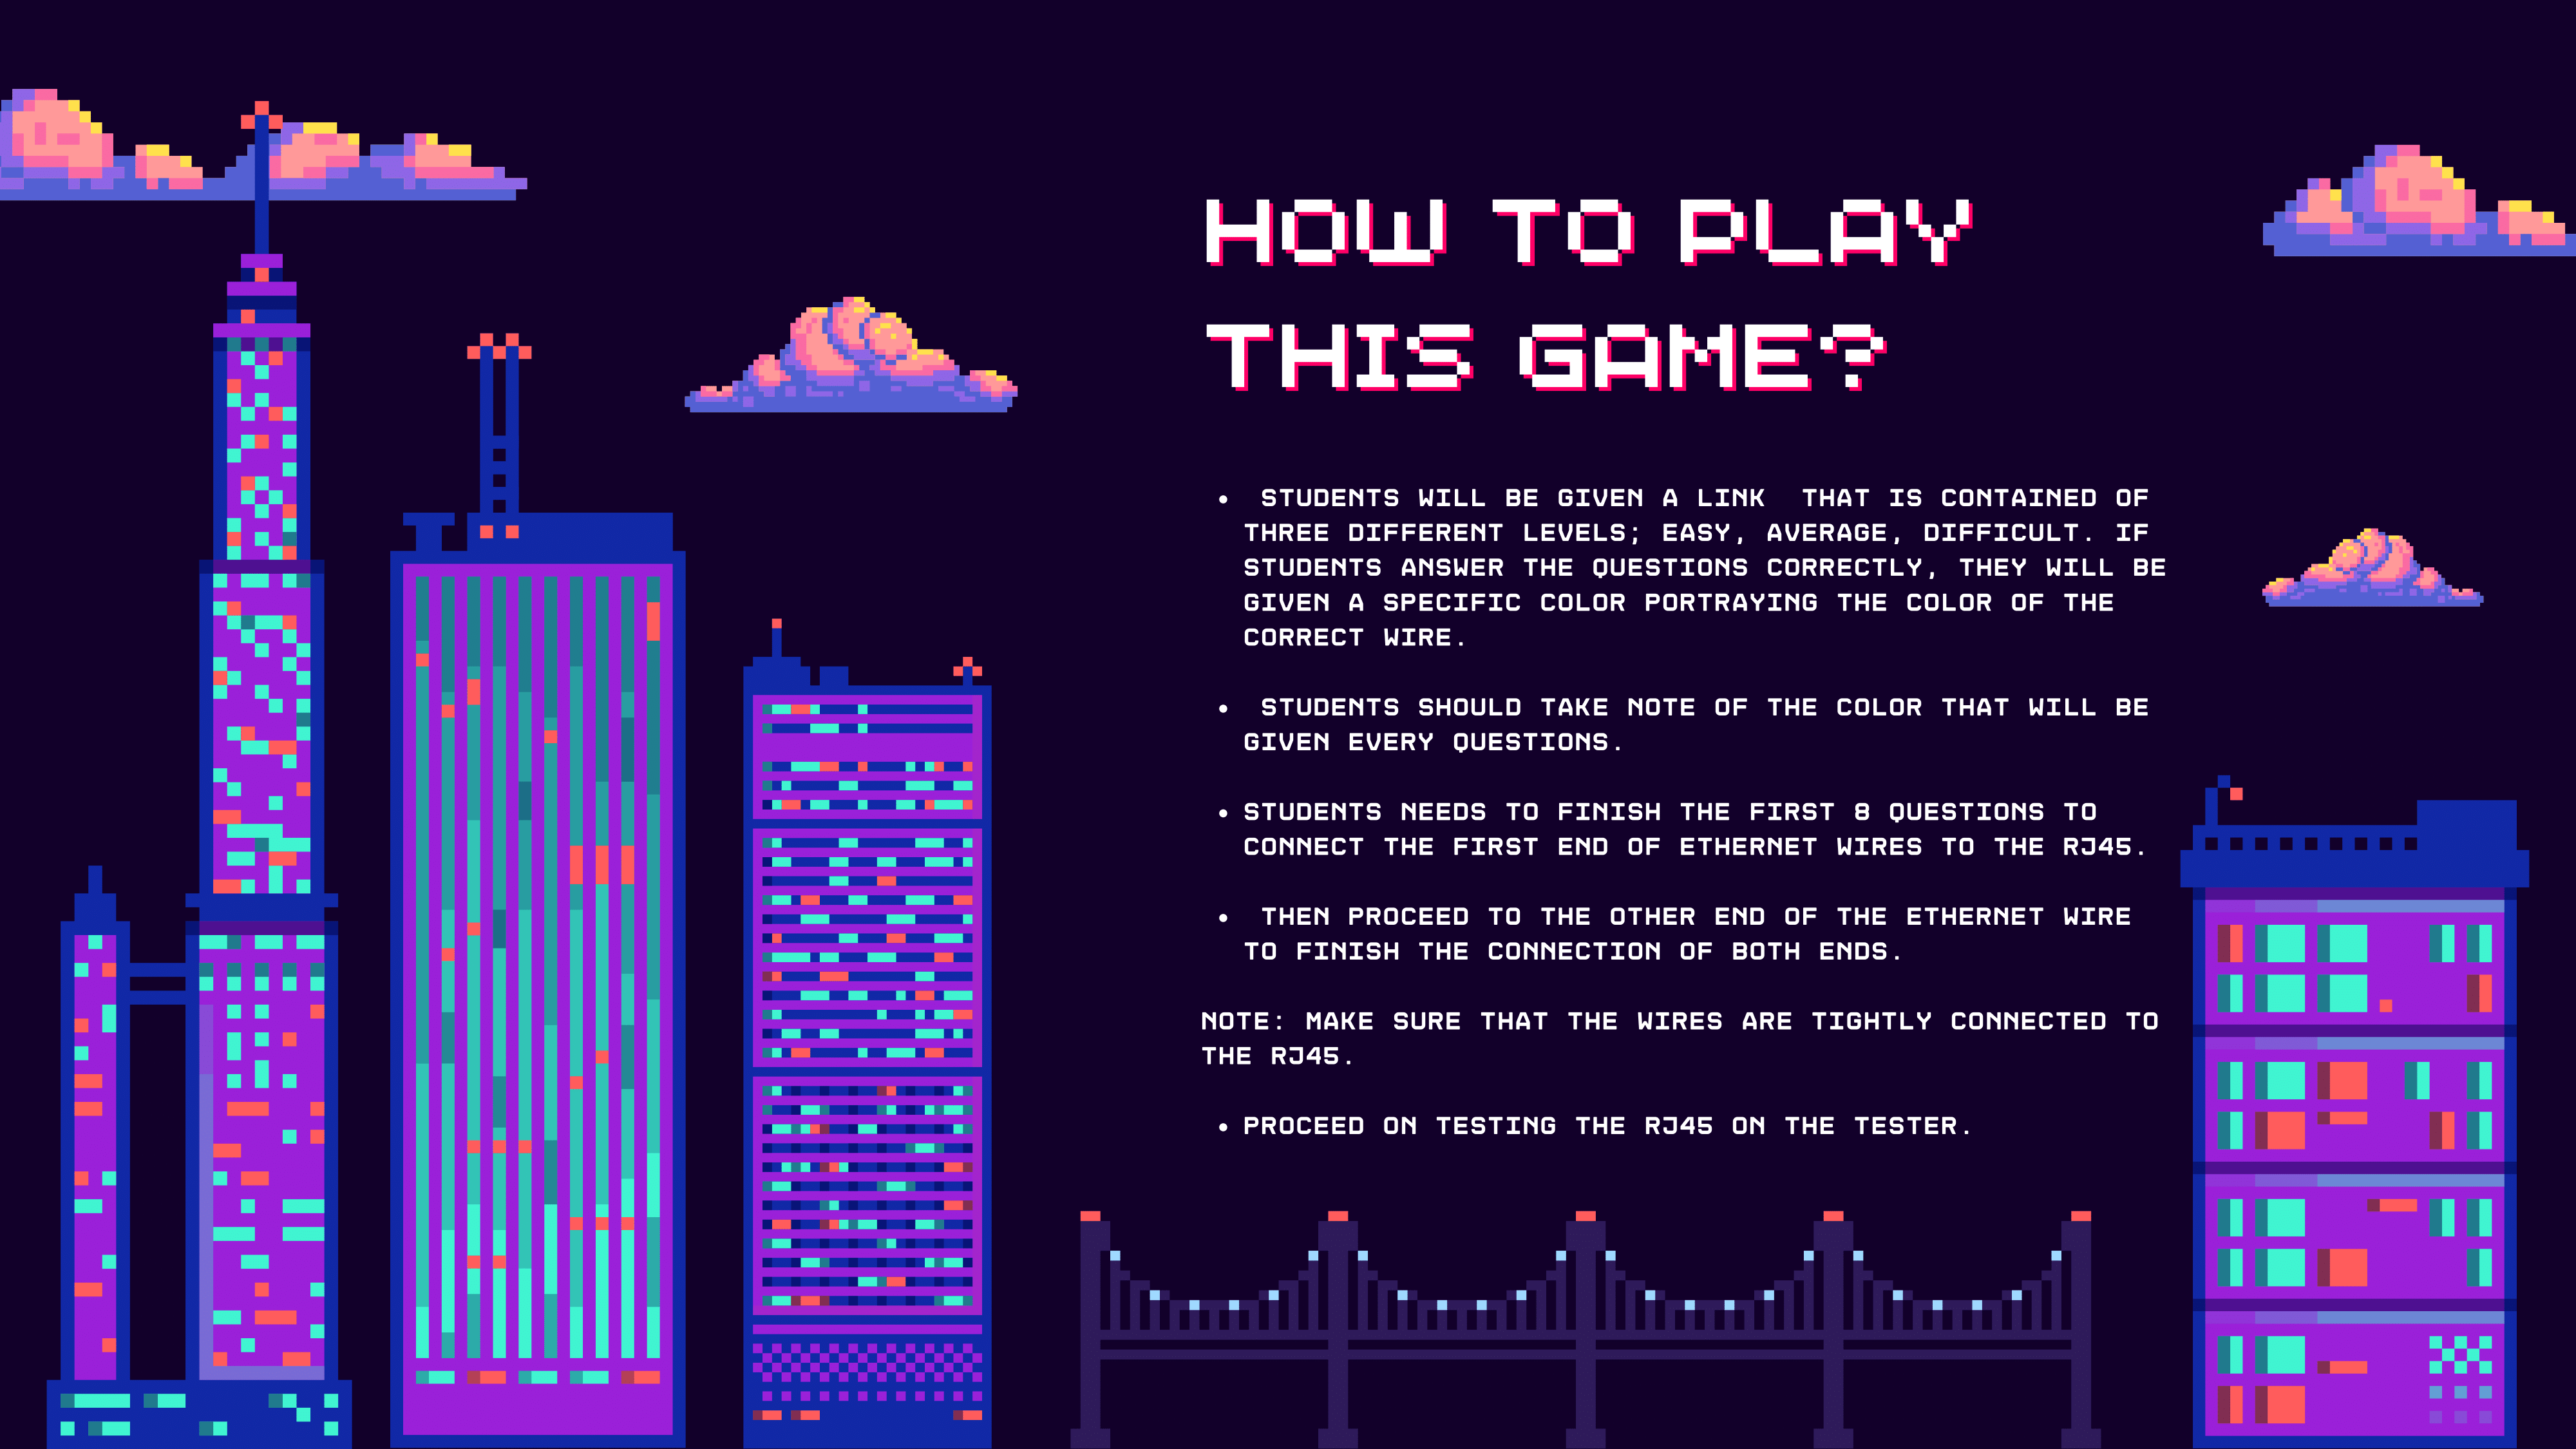 HOW TO PLAY
THIS GAME?
• STUDENTS WILL BE GIVEN A LINK THAT IS CONTAINED OF
THREE DIFFERENT LEVELS; EASY, AVERAGE, DIFFICULT. IF
STUDENTS ANSWER THE QUESTIONS CORRECTLY, THEY WILL BE
GIVEN A SPECIFIC COLOR PORTRAYING THE COLOR OF THE
CORRECT WIRE.
• STUDENTS SHOULD TAKE NOTE OF THE COLOR THAT WILL BE
GIVEN EVERY QUESTIONS.
• STUDENTS NEEDS TO FINISH THE FIRST 8 QUESTIONS TO
CONNECT THE FIRST END OF ETHERNET WIRES TO THE RJ45.
• THEN PROCEED TO THE OTHER END OF THE ETHERNET WIRE
TO FINISH THE CONNECTION OF BOTH ENDS.
NOTE: MAKE SURE THAT THE WIRES ARE TIGHTLY CONNECTED TO
THE RJ45.
• PROCEED ON TESTING THE RJ45 ON THE TESTER.